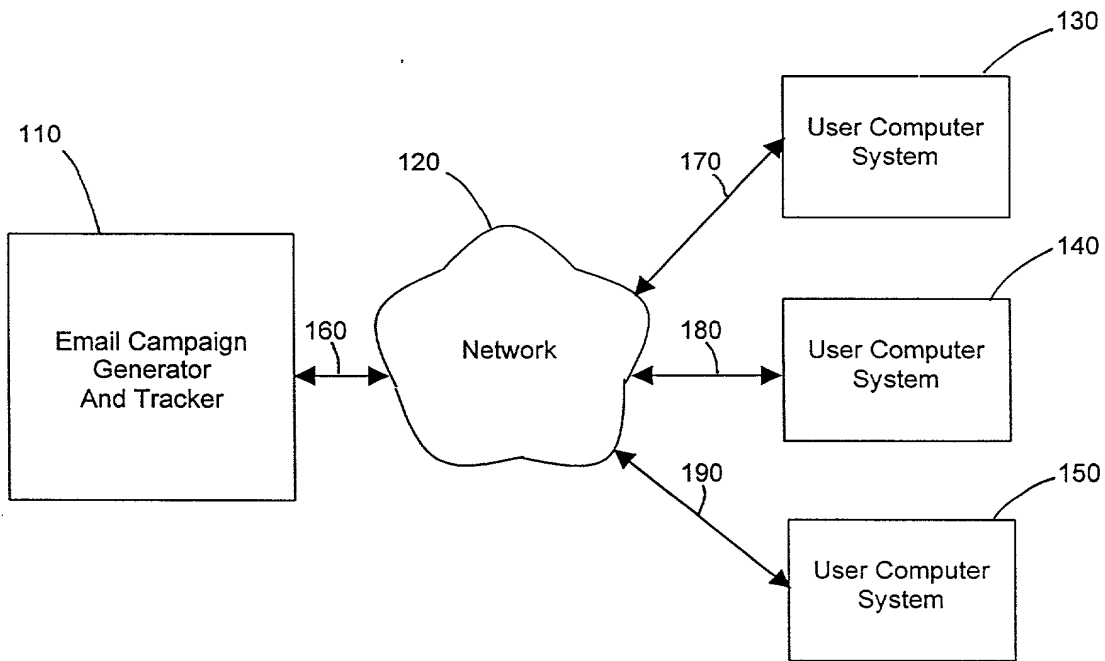 130
User Computer
System
110
120
170
140
Email Campaign
Generator
And Tracker
160
Network
180
User Computer
System
190
150
User Computer
System